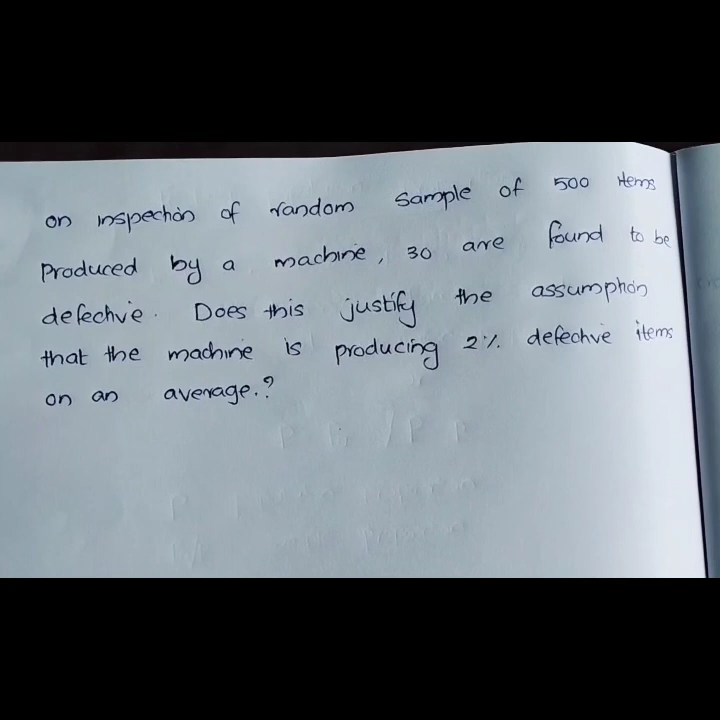 on inspection of random sample of 500 items
produced by a machine, 30 are found to be
defective. Does this justify the assumption
that the machine is producing 2% defective items
on an average.?